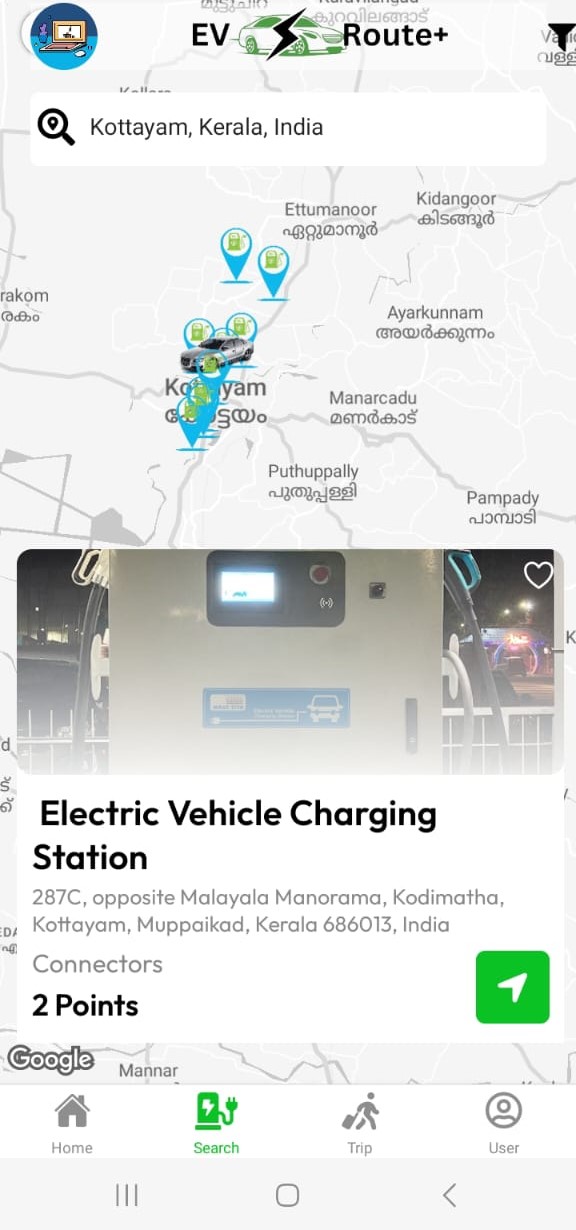 EV Route+
Kottayam, Kerala, India
Kidangoor
കിടങ്ങൂർ
Ettumanoor
ഏറ്റുമാനൂർ
rakom
രകം
Ayarkunnam
അയർക്കുന്നം
Manarcadu
മണർകാട്
Puthuppally
പുതുപ്പള്ളി
Pampady
പാമ്പാടി
Electric Vehicle Charging
Station
287C, opposite Malayala Manorama, Kodimatha,
Kottayam, Muppaikad, Kerala 686013, India
Connectors
2 Points
Google
Mannar
Home
Search
Trip
User